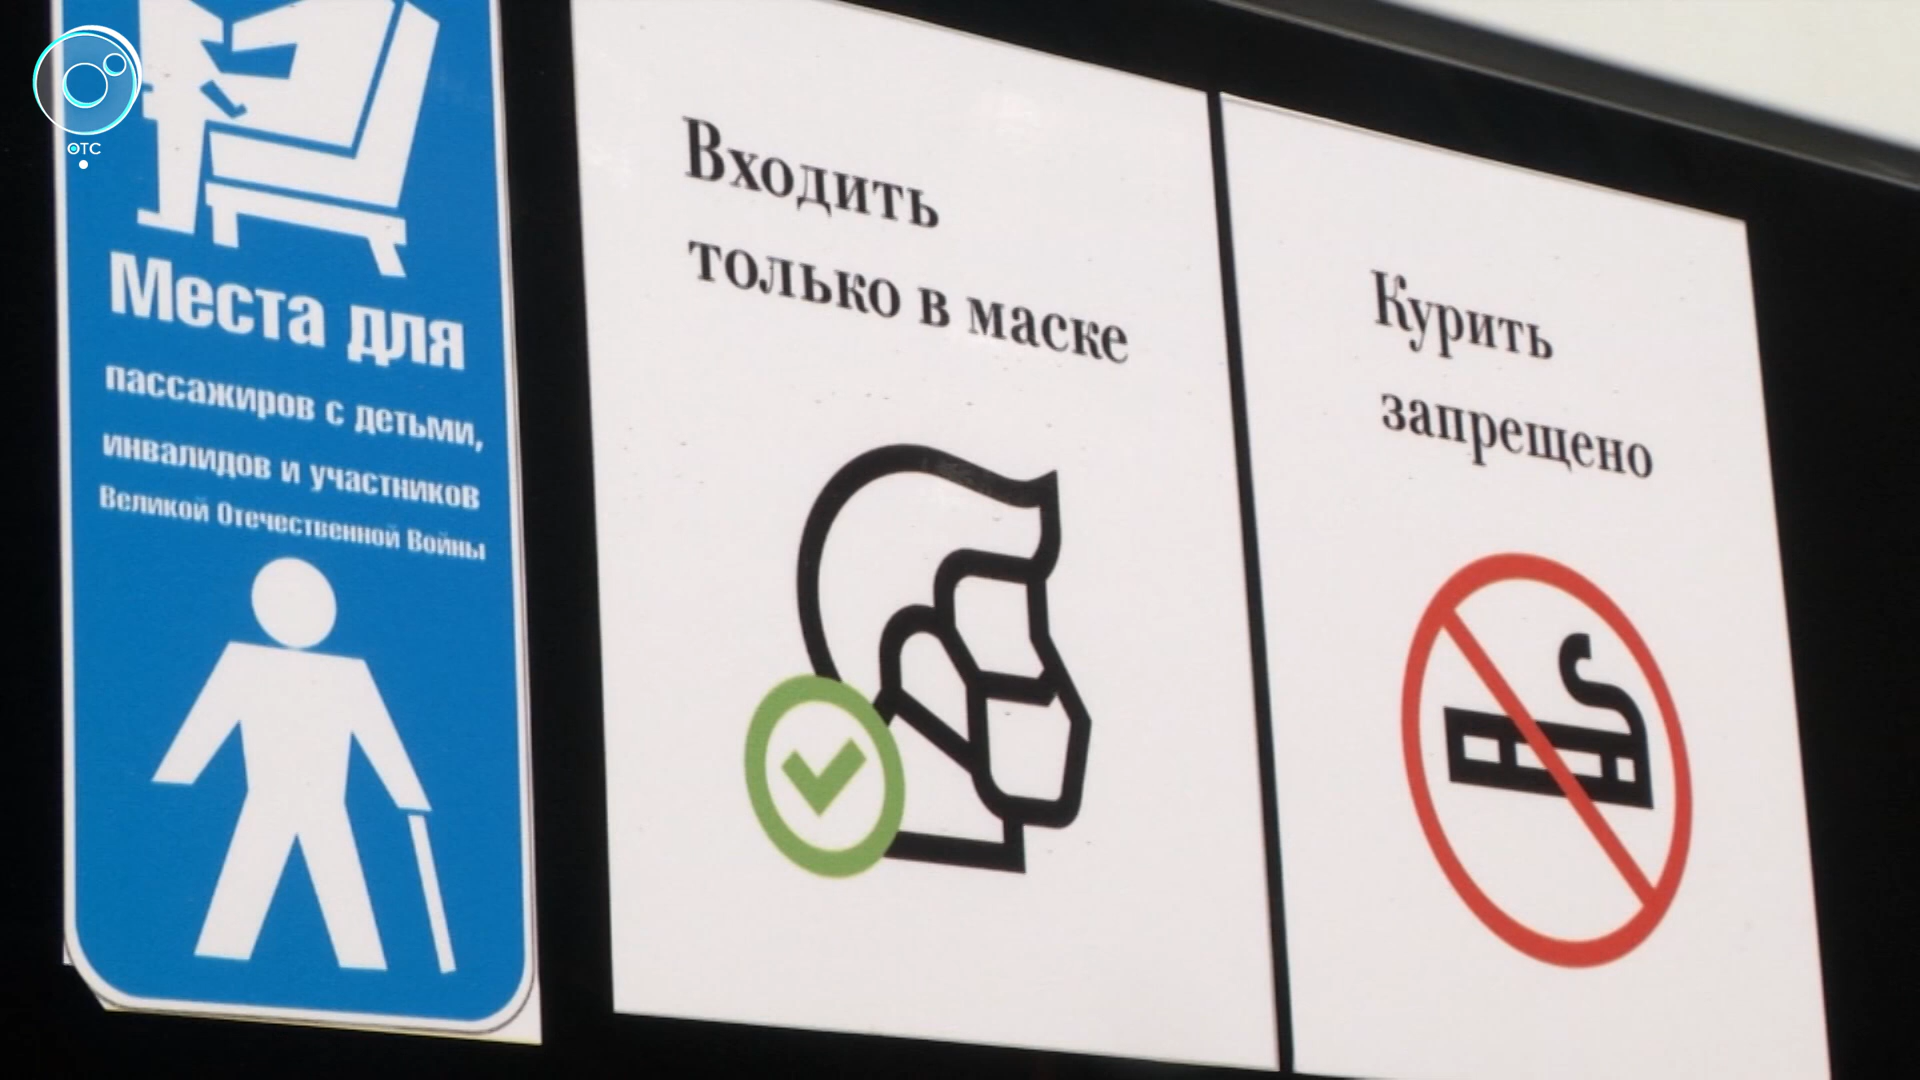 ОТС
Места для
пассажиров с детьми,
инвалидов и участников
Великой Отечественной Войны
Входить
только в маске
Курить
запрещено